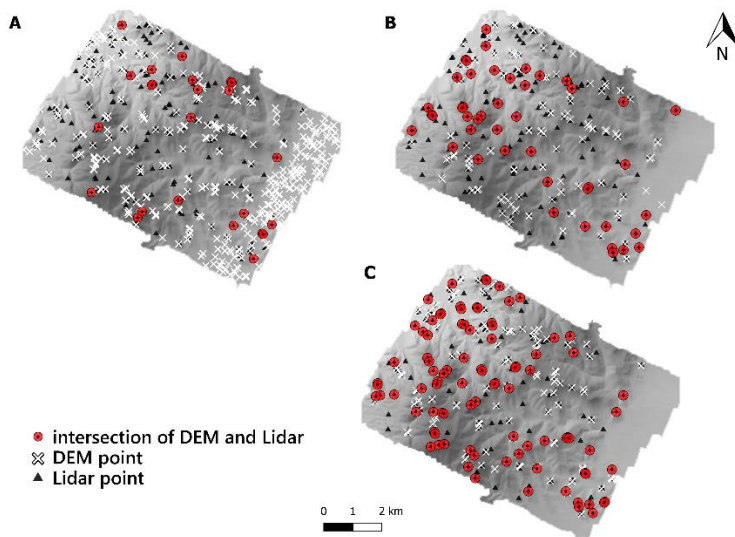 A
B
N
C
intersection of DEM and Lidar
DEM point
Lidar point
0 1 2 km